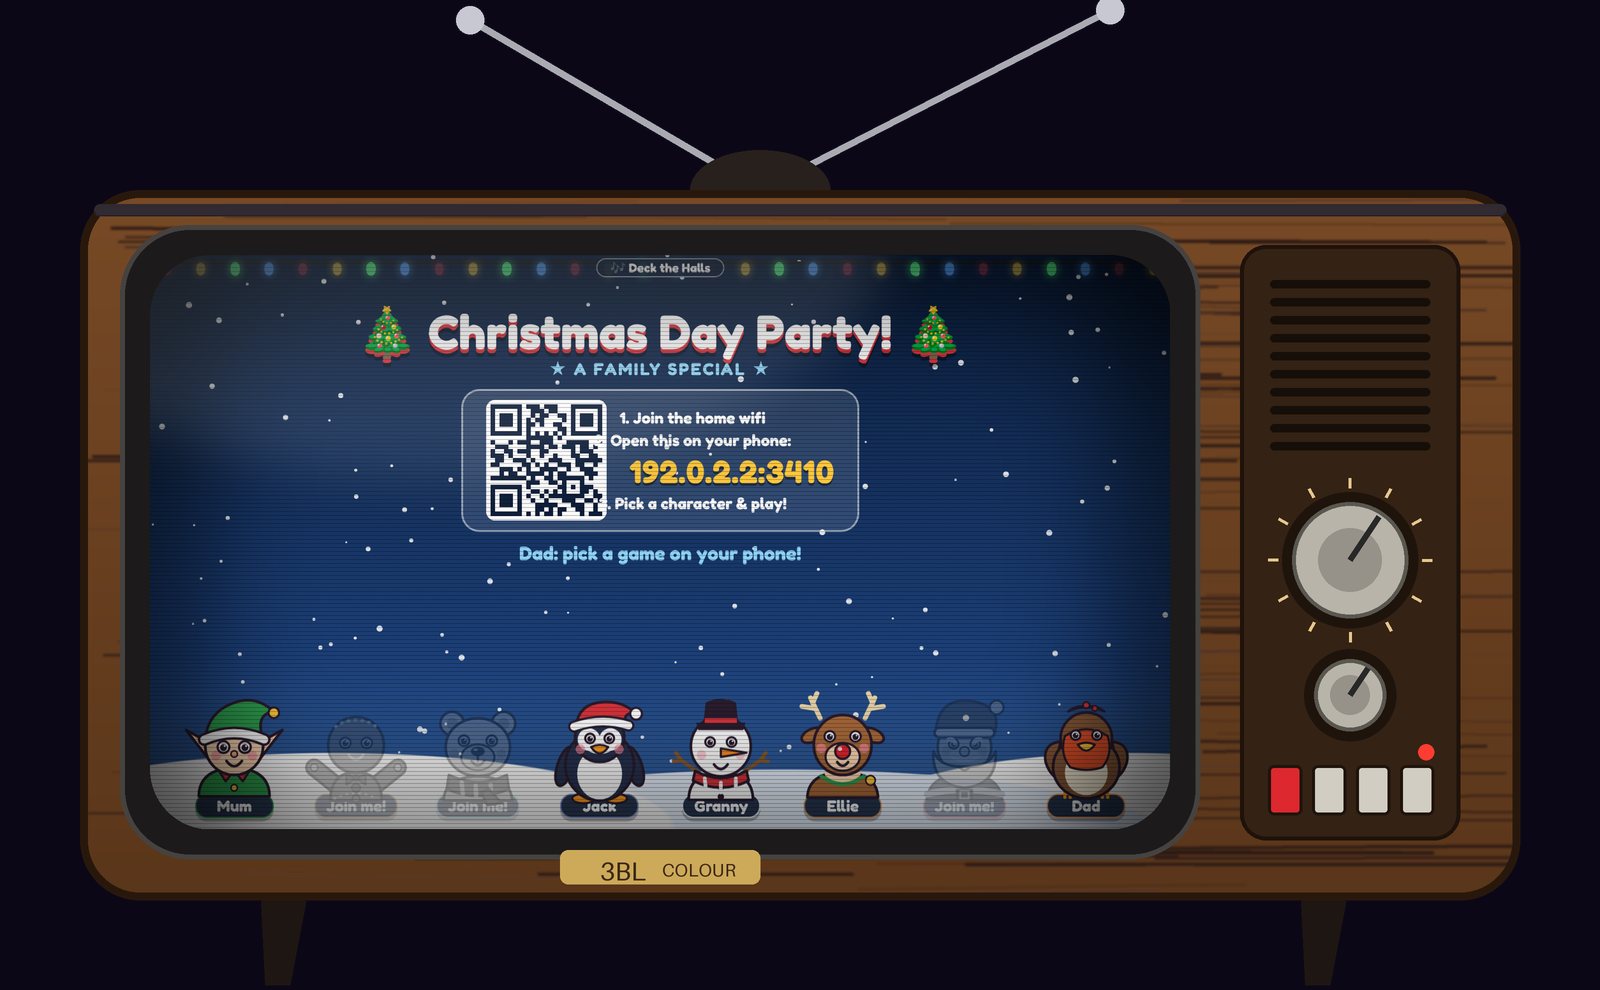 🎶 Deck the Halls
🎄 Christmas Day Party! 🎄
★ A FAMILY SPECIAL ★
1. Join the home wifi
Open this on your phone:
192.0.2.2:3410
. Pick a character & play!
Dad: pick a game on your phone!
Mum
Join me!
Join me!
Jack
Granny
Ellie
Join me!
Dad
3BL COLOUR